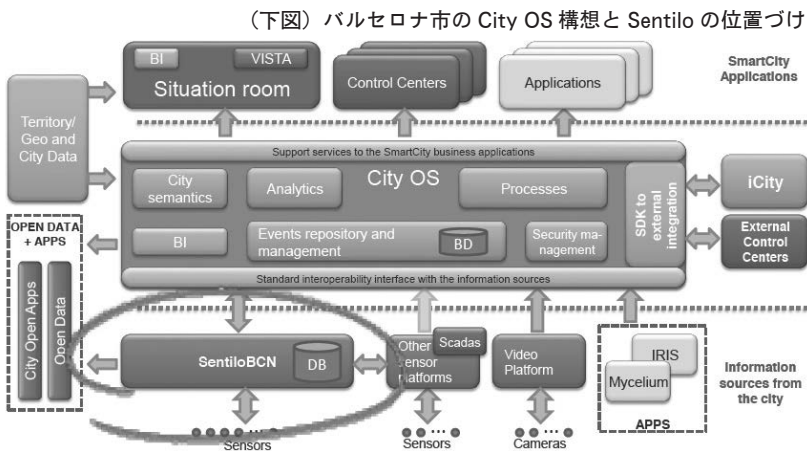 (下図)バルセロナ市の City OS 構想と Sentilo の位置づけ
BI
VISTA
Situation room
Control Centers
Applications
SmartCity
Applications
Territory/
Geo and
City Data
Support services to the SmartCity business applications
City OS
City
semantics
Analytics
Processes
BI
Events repository and
management
BD
Security ma-
nagement
SDK to
external
integration
iCity
External
Control
Centers
Standard interoperability interface with the information sources
OPEN DATA
+ APPS
City Open Apps
Open Data
SentiloBCN
DB
Other
sensor
platforms
Scadas
Video
Platform
IRIS
Mycelium
APPS
Information
sources from
the city
Sensors
Sensors
Cameras